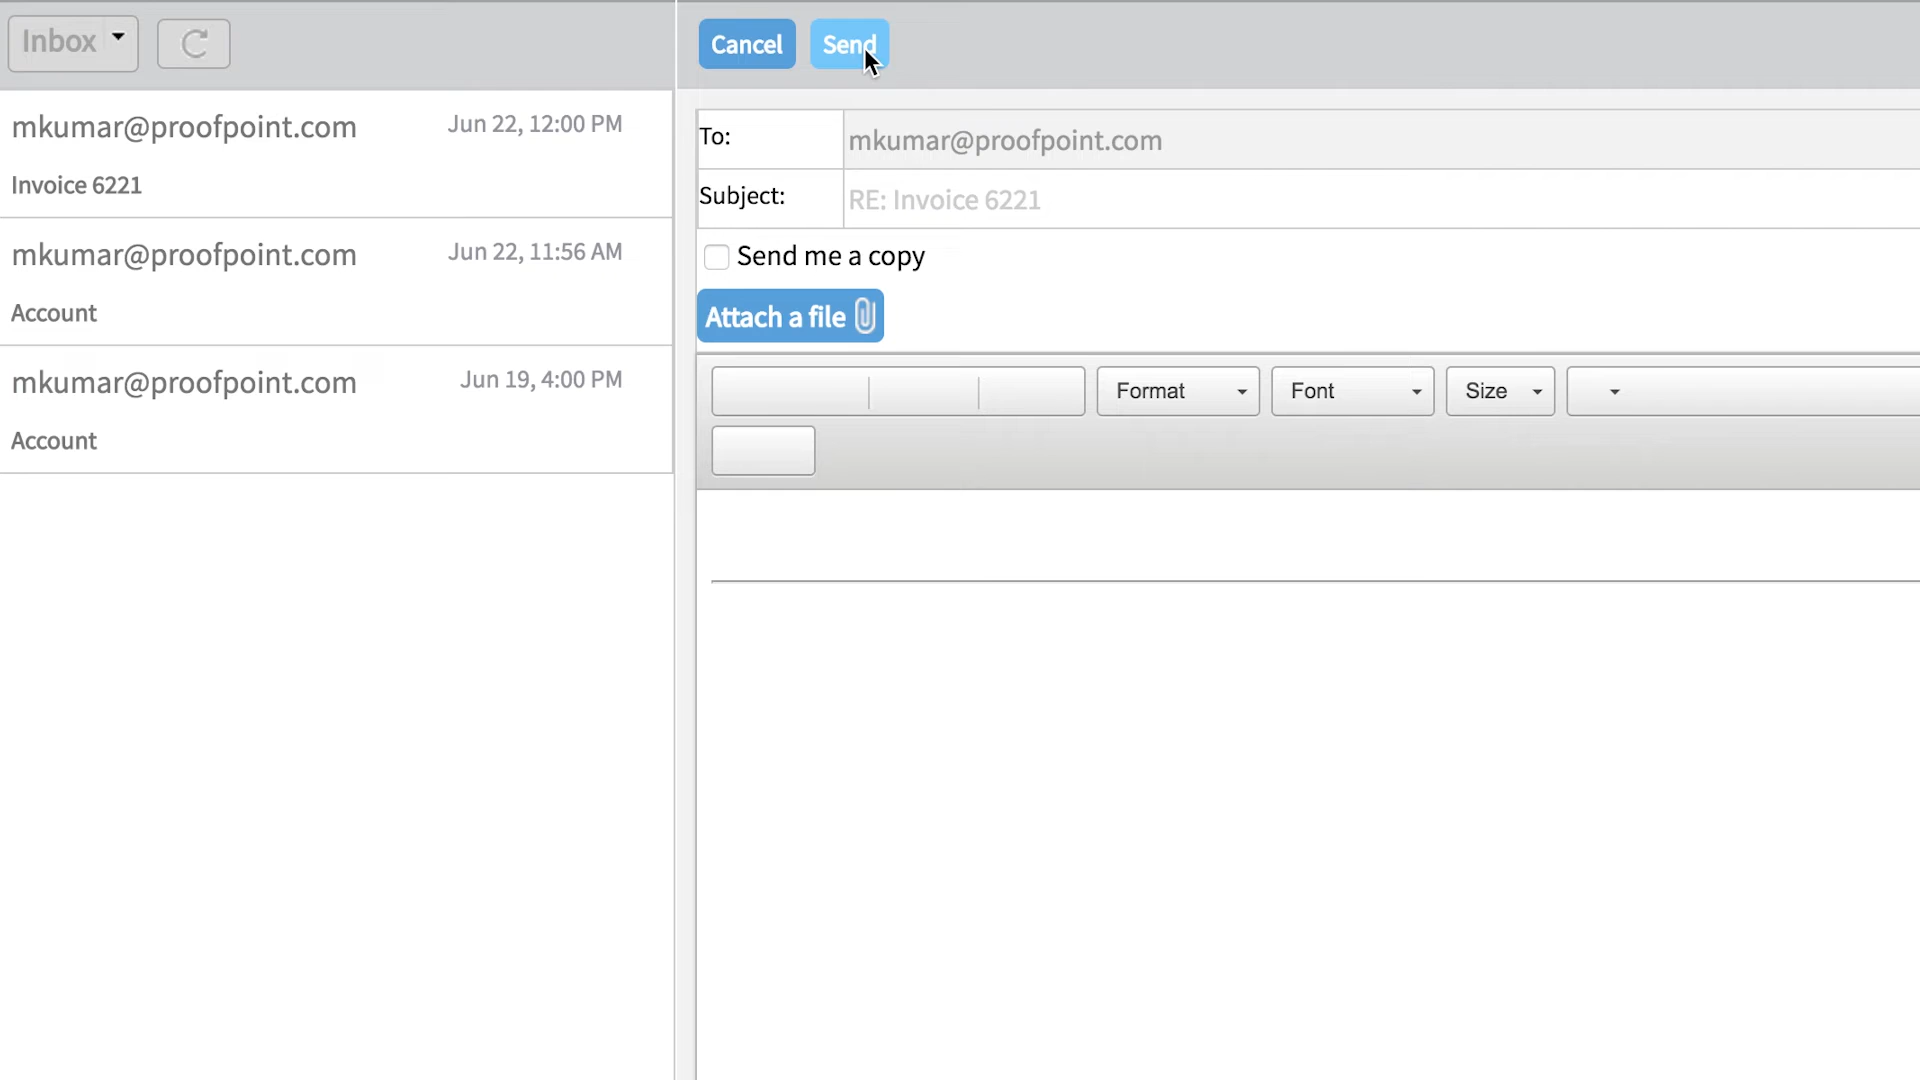 Inbox
Cancel Send
mkumar@proofpoint.com Jun 22, 12:00 PM
Invoice 6221
mkumar@proofpoint.com Jun 22, 11:56 AM
Account
mkumar@proofpoint.com Jun 19, 4:00 PM
Account
To: mkumar@proofpoint.com
Subject: RE: Invoice 6221
Send me a copy
Attach a file
Format Font Size